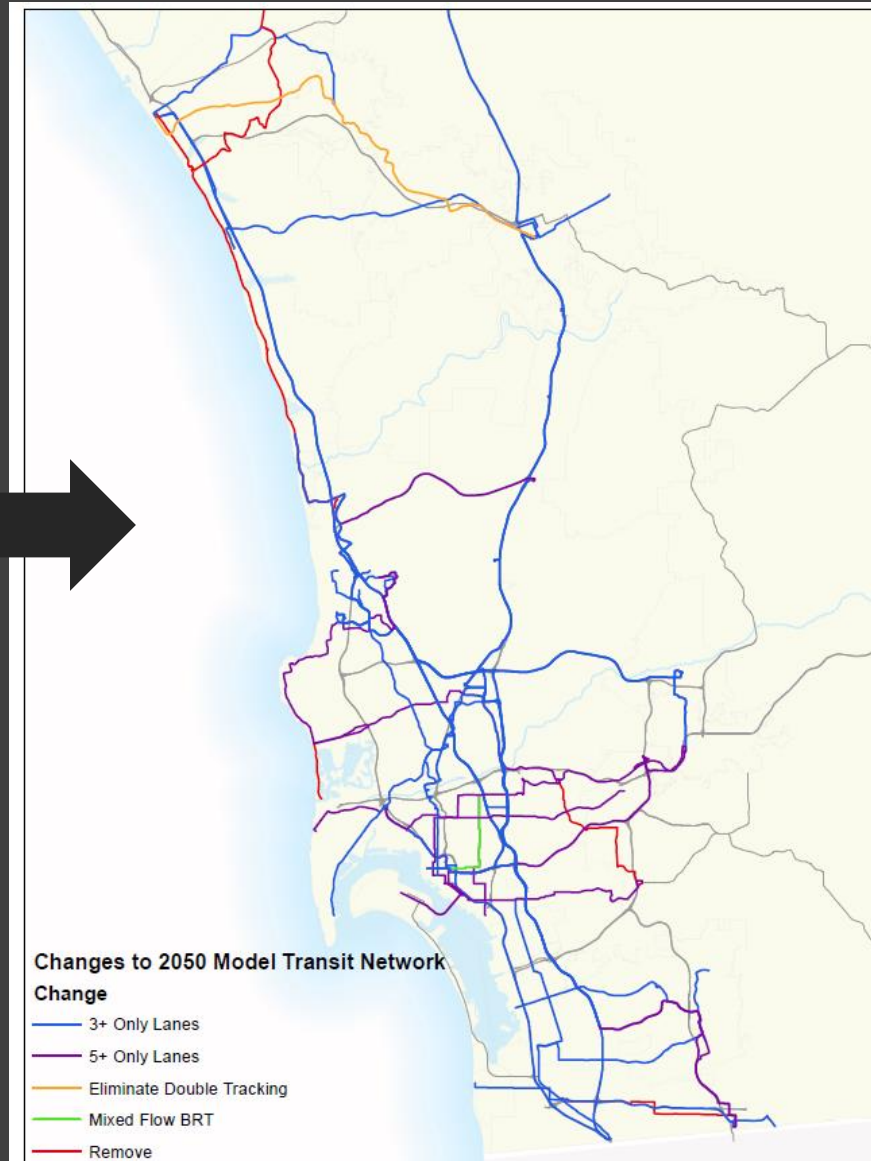 Changes to 2050 Model Transit Network
Change
3+ Only Lanes
5+ Only Lanes
Eliminate Double Tracking
Mixed Flow BRT
Remove